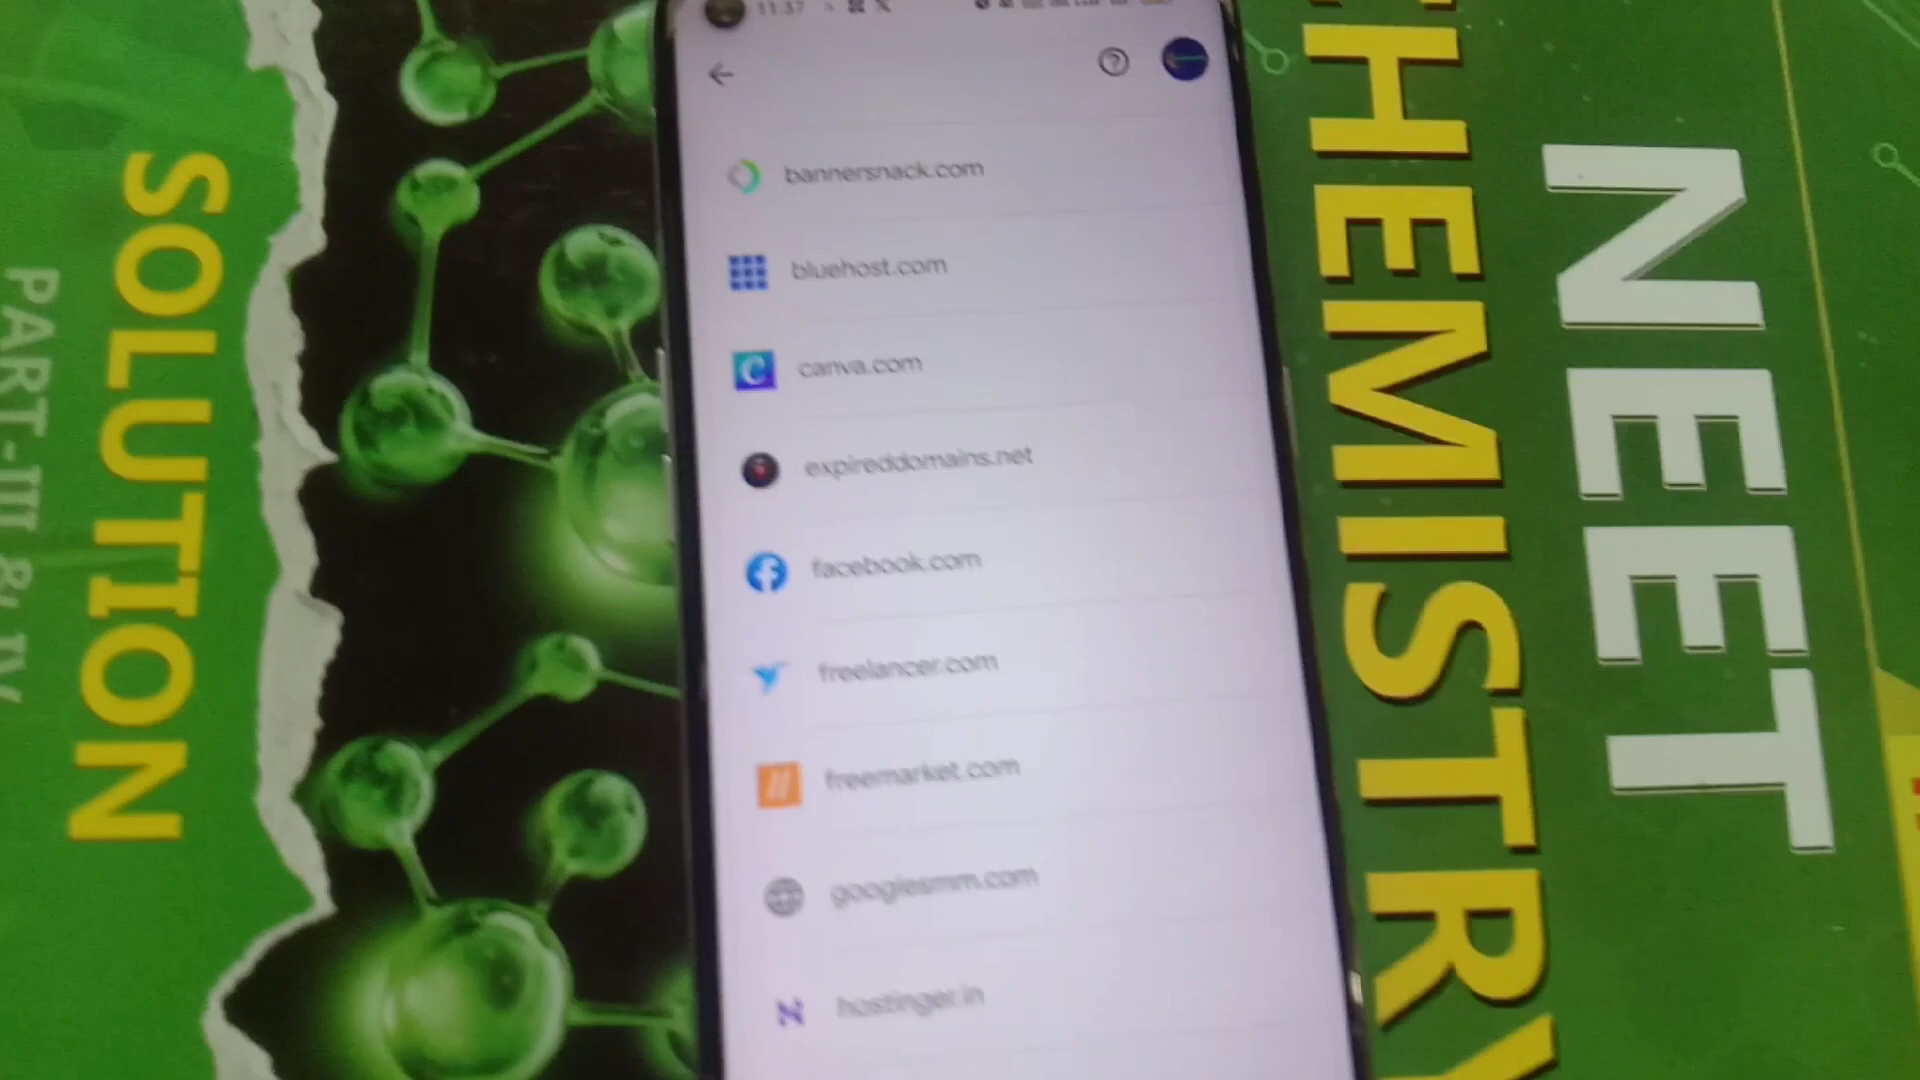 11:37
bannersnack.com
bluehost.com
canva.com
expireddomains.net
facebook.com
freelancer.com
freemarket.com
googlesmm.com
hostinger.in
SOLUTION
PART-III & IV
CHEMISTRY
NEET